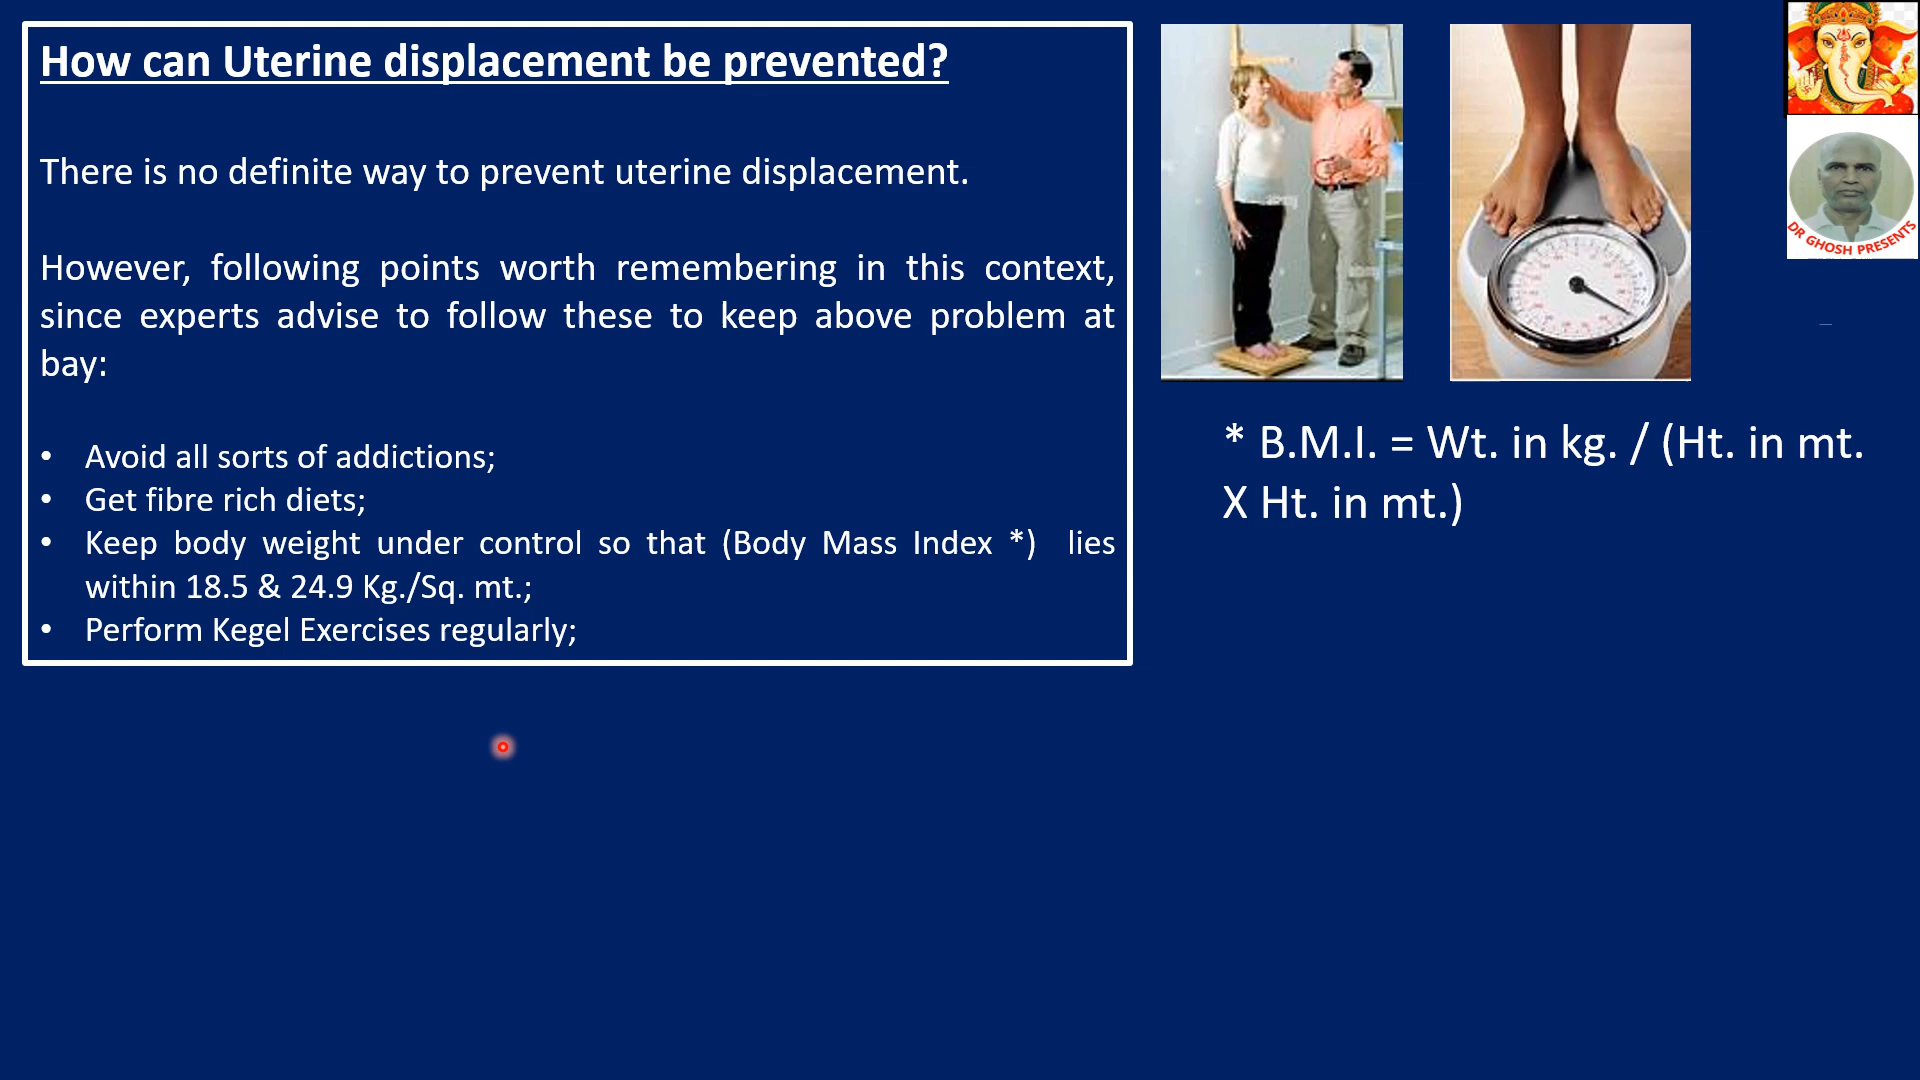 How can Uterine displacement be prevented?
There is no definite way to prevent uterine displacement.
However, following points worth remembering in this context,
since experts advise to follow these to keep above problem at
bay:
• Avoid all sorts of addictions;
• Get fibre rich diets;
• Keep body weight under control so that (Body Mass Index *) lies
within 18.5 & 24.9 Kg./Sq. mt.;
• Perform Kegel Exercises regularly;
* B.M.I. = Wt. in kg. / (Ht. in mt.
X Ht. in mt.)
DR GHOSH PRESENTS